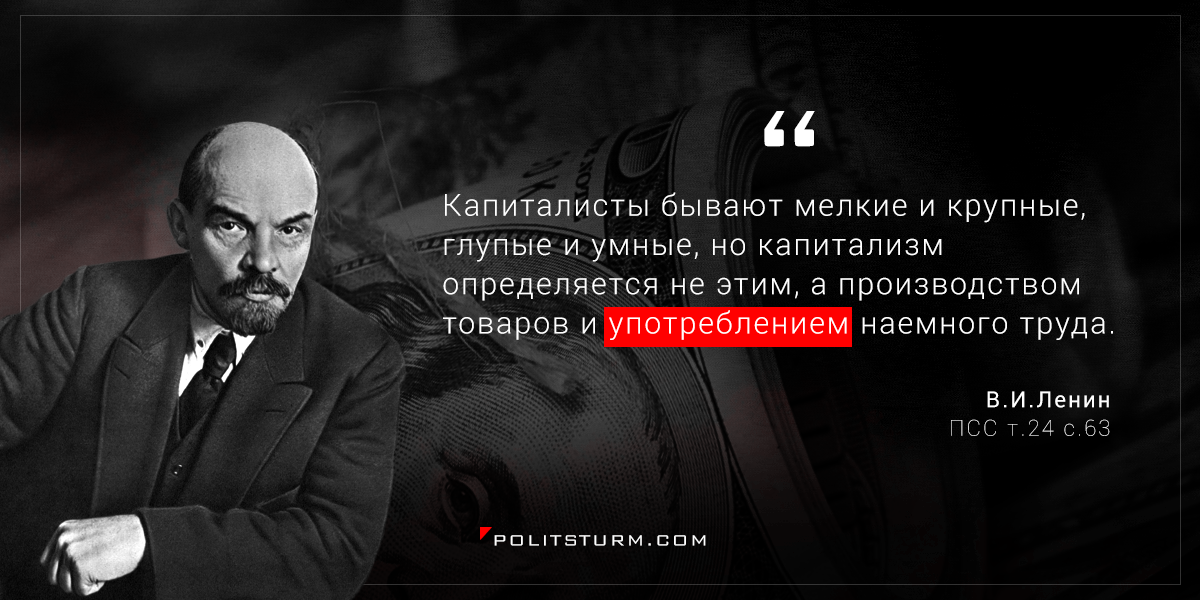 “
Капиталисты бывают мелкие и крупные,
глупые и умные, но капитализм
определяется не этим, а производством
товаров и употреблением наемного труда.
В.И.Ленин
ПСС т.24 с.63
POLITSTURM.COM